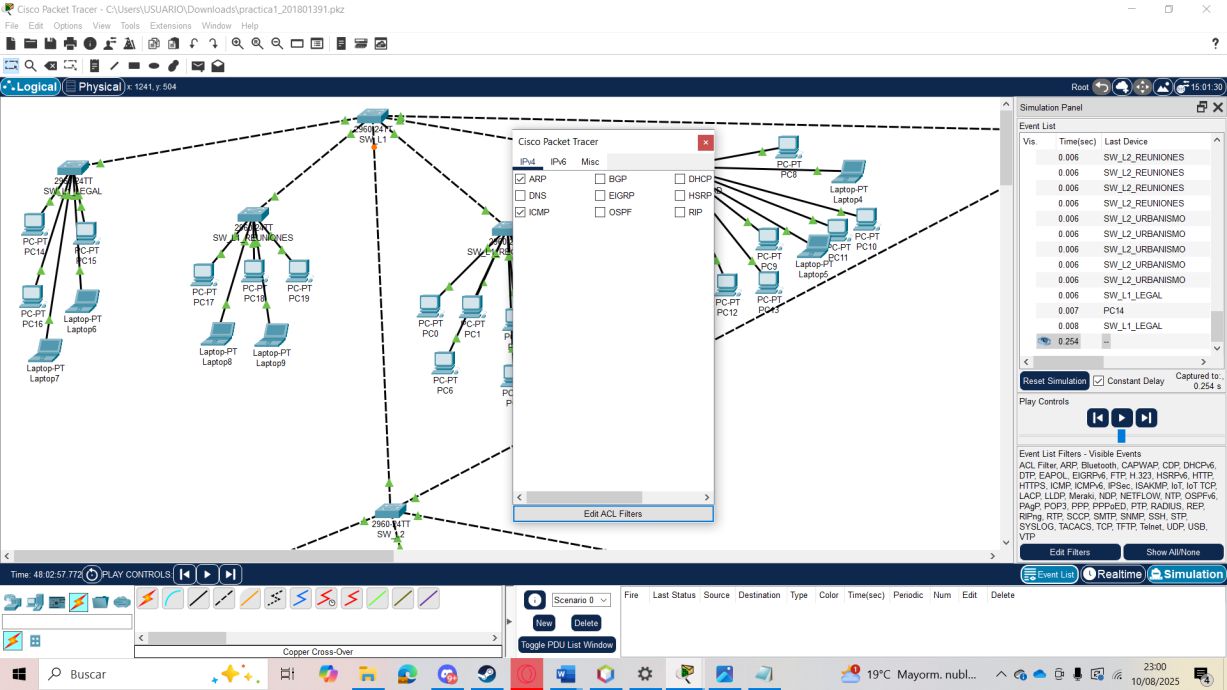 Cisco Packet Tracer - C:\Users\USUARIO\Downloads\practica1_201801391.pkz
File Edit Options View Tools Extensions Window Help
?
Logical Physical x: 1241, y: 504
Root 15:01:30
2960-24TT
SW_L1
2960-24TT
SW_L1_LEGAL
PC-PT
PC14
PC-PT
PC15
PC-PT
PC16
Laptop-PT
Laptop6
Laptop-PT
Laptop7
2960-24TT
SW_L1_REUNIONES
PC-PT
PC17
PC-PT
PC18
PC-PT
PC19
Laptop-PT
Laptop8
Laptop-PT
Laptop9
PC-PT
PC0
PC-PT
PC1
PC-PT
PC6
2960-24TT
SW_L2
Cisco Packet Tracer
IPv4 IPv6 Misc
ARP BGP DHCP
DNS EIGRP HSRP
ICMP OSPF RIP
Edit ACL Filters
PC-PT
PC8
Laptop-PT
Laptop4
PC-PT
PC10
PC-PT
PC11
PC-PT
PC9
Laptop-PT
Laptop5
PC-PT
PC12
PC-PT
PC13
Simulation Panel
Event List
Vis. Time(sec) Last Device
0.006 SW_L2_REUNIONES
0.006 SW_L2_REUNIONES
0.006 SW_L2_REUNIONES
0.006 SW_L2_REUNIONES
0.006 SW_L2_URBANISMO
0.006 SW_L2_URBANISMO
0.006 SW_L2_URBANISMO
0.006 SW_L2_URBANISMO
0.006 SW_L2_URBANISMO
0.006 SW_L1_LEGAL
0.007 PC14
0.008 SW_L1_LEGAL
0.254 --
Reset Simulation Constant Delay Captured to:
0.254 s
Play Controls
Event List Filters - Visible Events
ACL Filter, ARP, Bluetooth, CAPWAP, CDP, DHCPv6,
DTP, EAPOL, EIGRPv6, FTP, H.323, HSRPv6, HTTP,
HTTPS, ICMP, ICMPv6, IPSec, ISAKMP, IoT, IoT TCP,
LACP, LLDP, Meraki, NDP, NETFLOW, NTP, OSPFv6,
PAgP, POP3, PPP, PPPoED, PTP, RADIUS, REP,
RIPng, RTP, SCCP, SMTP, SNMP, SSH, STP,
SYSLOG, TACACS, TCP, TFTP, Telnet, UDP, USB,
VTP
Edit Filters Show All/None
Time: 48:02:57.772 PLAY CONTROLS:
Event List Realtime Simulation
Copper Cross-Over
Scenario 0
New Delete
Toggle PDU List Window
Fire Last Status Source Destination Type Color Time(sec) Periodic Num Edit Delete
Buscar
19°C Mayorm. nubl...
23:00
10/08/2025
4